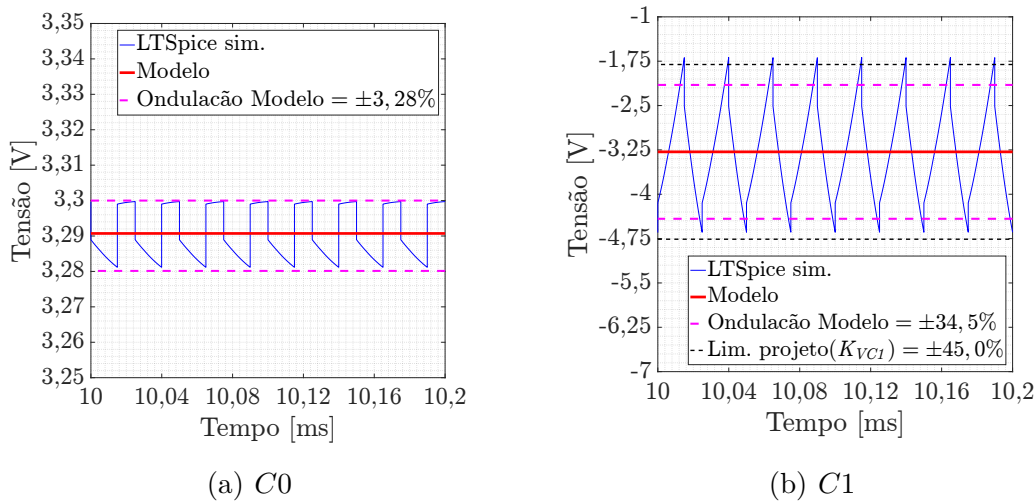 3,35
3,34
3,33
3,32
3,31
3,3
3,29
3,28
3,27
3,26
3,25
Tensão [V]
LTSpice sim.
Modelo
Ondulacão Modelo = ±3, 28%
10 10,04 10,08 10,12 10,16 10,2
Tempo [ms]
(a) C0
-1
-1,75
-2,5
-3,25
-4
-4,75
-5,5
-6,25
-7
Tensão [V]
LTSpice sim.
Modelo
Ondulacão Modelo = ±34, 5%
Lim. projeto(K_VC1) = ±45, 0%
10 10,04 10,08 10,12 10,16 10,2
Tempo [ms]
(b) C1